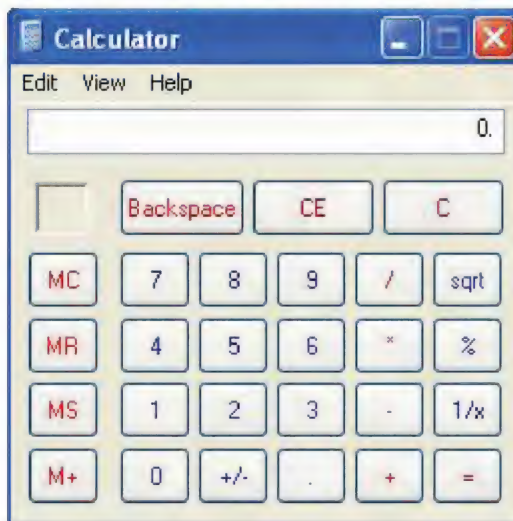 Calculator
Edit View Help
0.
Backspace CE C
MC 7 8 9 / sqrt
MR 4 5 6 * %
MS 1 2 3 - 1/x
M+ 0 +/- . + =